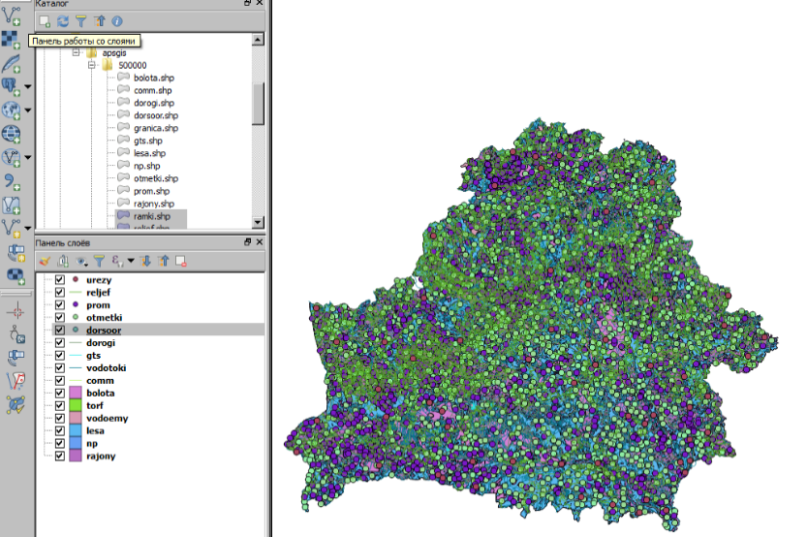 Каталог
Панель работы со слоями
apsgis
500000
bolota.shp
comm.shp
dorogi.shp
dorsoor.shp
granica.shp
gts.shp
lesa.shp
np.shp
otmetki.shp
prom.shp
rajony.shp
ramki.shp
Панель слоёв
urezy
reljef
prom
otmetki
dorsoor
dorogi
gts
vodotoki
comm
bolota
torf
vodoemy
lesa
np
rajony